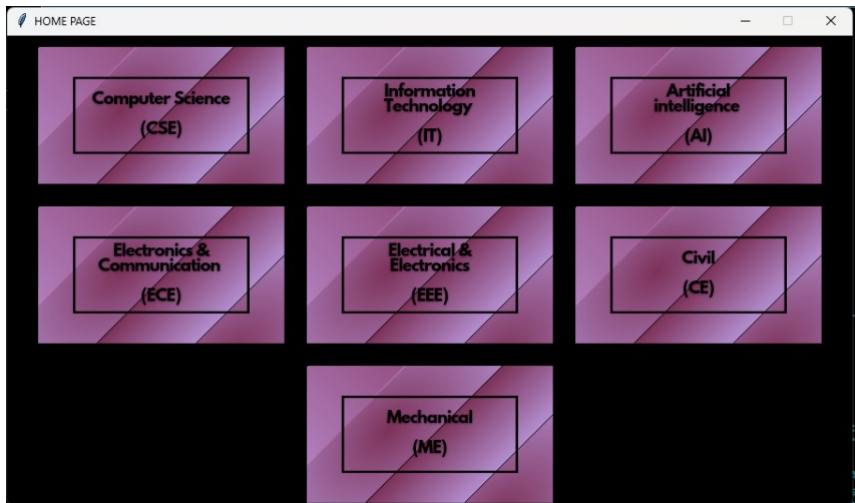 HOME PAGE
Computer Science
(CSE)
Information
Technology
(IT)
Artificial
intelligence
(AI)
Electronics &
Communication
(ECE)
Electrical &
Electronics
(EEE)
Civil
(CE)
Mechanical
(ME)